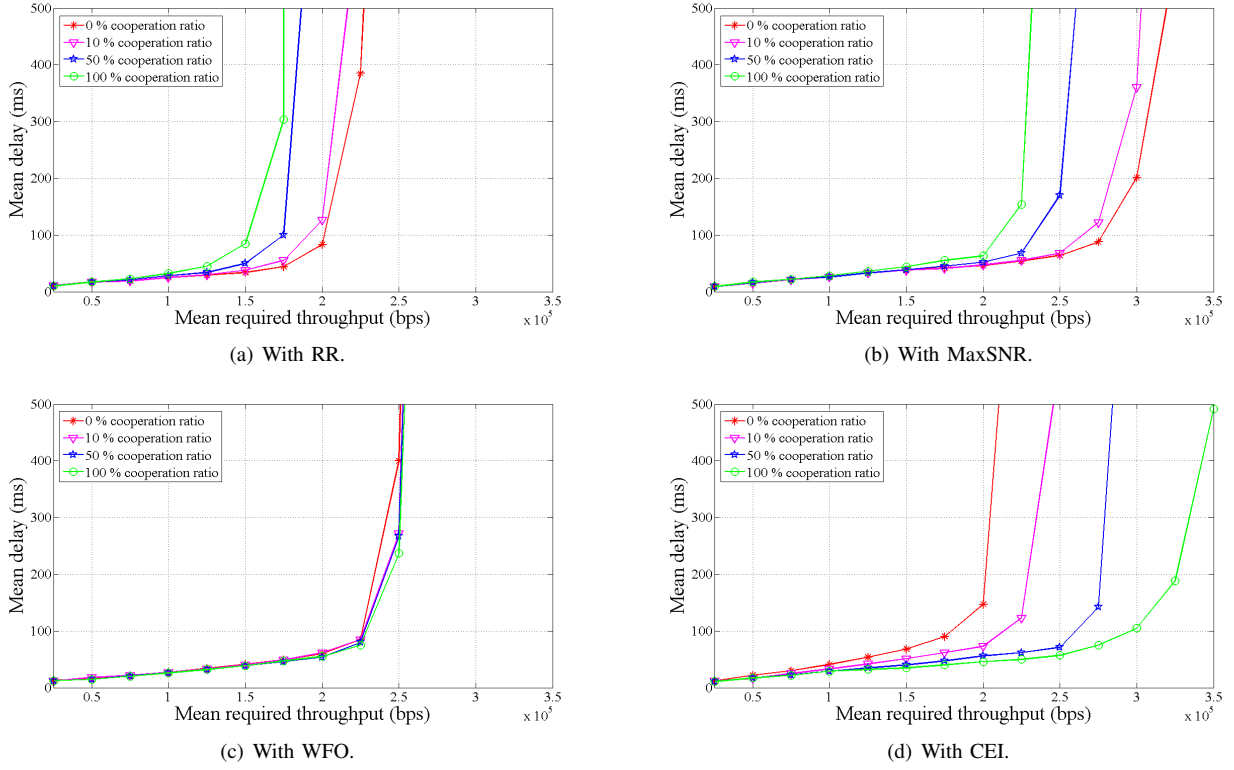 500
400
300
200
100
0
Mean delay (ms)
0 % cooperation ratio
10 % cooperation ratio
50 % cooperation ratio
100 % cooperation ratio
0.5 1 1.5 2 2.5 3 3.5
Mean required throughput (bps)
x 10^5
(a) With RR.
500
400
300
200
100
0
Mean delay (ms)
0 % cooperation ratio
10 % cooperation ratio
50 % cooperation ratio
100 % cooperation ratio
0.5 1 1.5 2 2.5 3 3.5
Mean required throughput (bps)
x 10^5
(b) With MaxSNR.
500
400
300
200
100
0
Mean delay (ms)
0 % cooperation ratio
10 % cooperation ratio
50 % cooperation ratio
100 % cooperation ratio
0.5 1 1.5 2 2.5 3 3.5
Mean required throughput (bps)
x 10^5
(c) With WFO.
500
400
300
200
100
0
Mean delay (ms)
0 % cooperation ratio
10 % cooperation ratio
50 % cooperation ratio
100 % cooperation ratio
0.5 1 1.5 2 2.5 3 3.5
Mean required throughput (bps)
x 10^5
(d) With CEI.